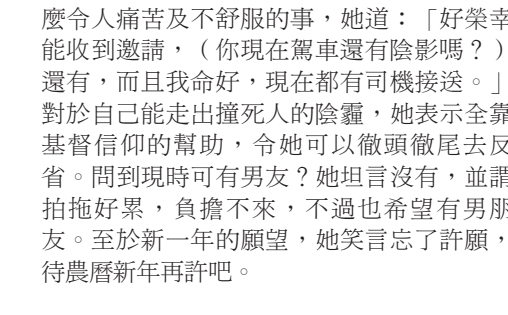 麼令人痛苦及不舒服的事，她道：「好榮幸
能收到邀請，（你現在駕車還有陰影嗎？）
還有，而且我命好，現在都有司機接送。」
對於自己能走出撞死人的陰霾，她表示全靠
基督信仰的幫助，令她可以徹頭徹尾去反
省。問到現時可有男友？她坦言沒有，並謂
拍拖好累，負擔不來，不過也希望有男朋
友。至於新一年的願望，她笑言忘了許願，
待農曆新年再許吧。